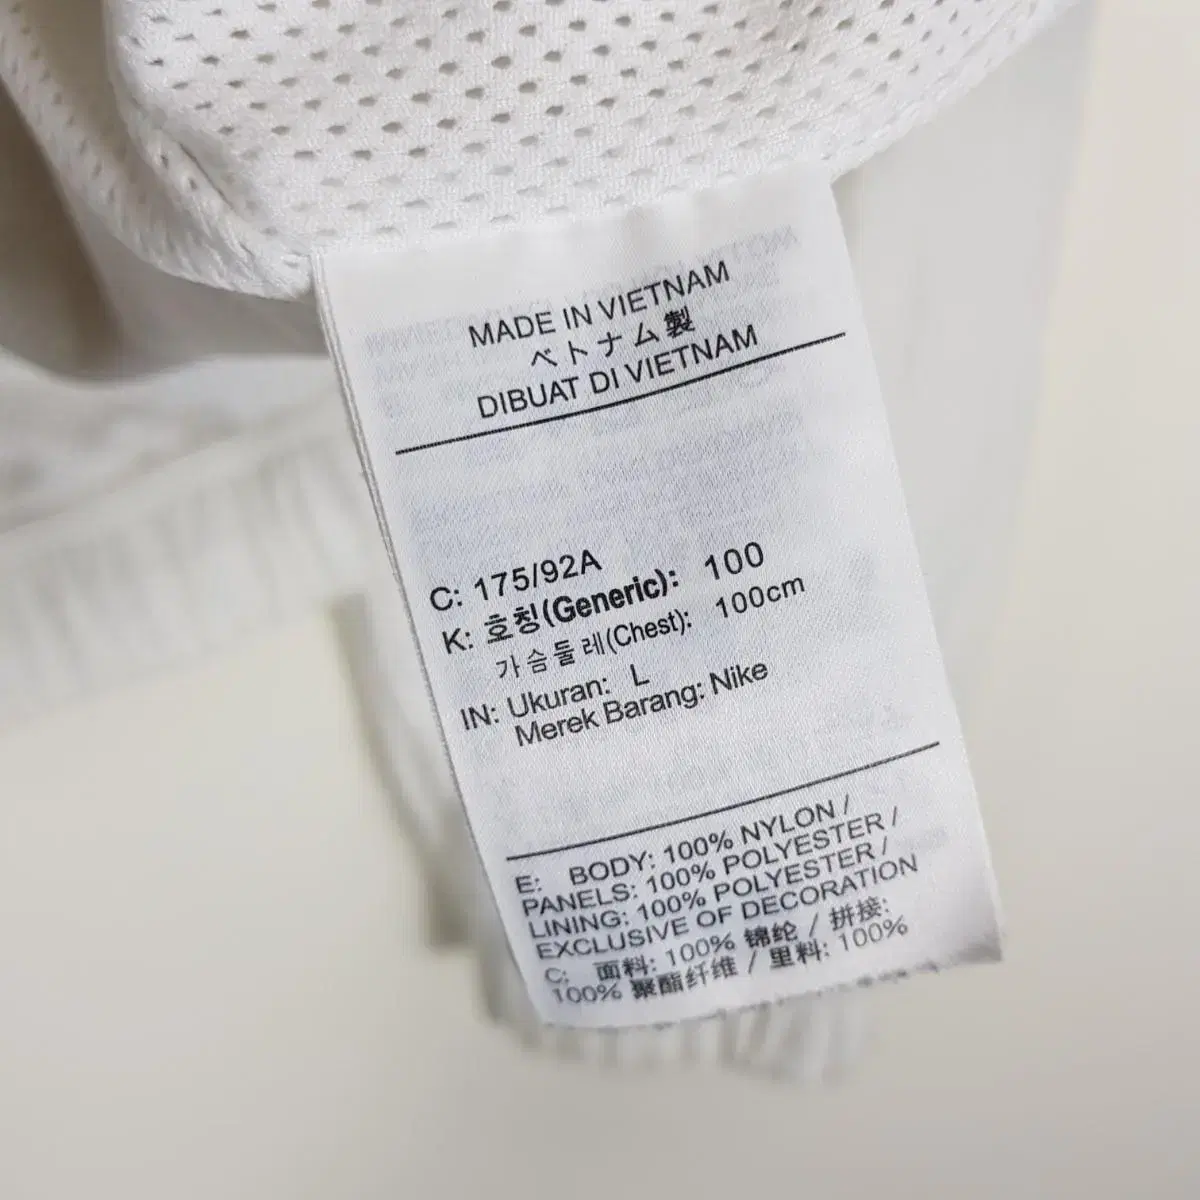 MADE IN VIETNAM
ベトナム製
DIBUAT DI VIETNAM
C: 175/92A
K: 호칭(Generic): 100
가슴둘레(Chest): 100cm
IN: Ukuran: L
Merek Barang: Nike
E: BODY: 100% NYLON /
PANELS: 100% POLYESTER /
LINING: 100% POLYESTER /
EXCLUSIVE OF DECORATION
C: 面料: 100% 锦纶 / 拼接:
100% 聚酯纤维 / 里料: 100%